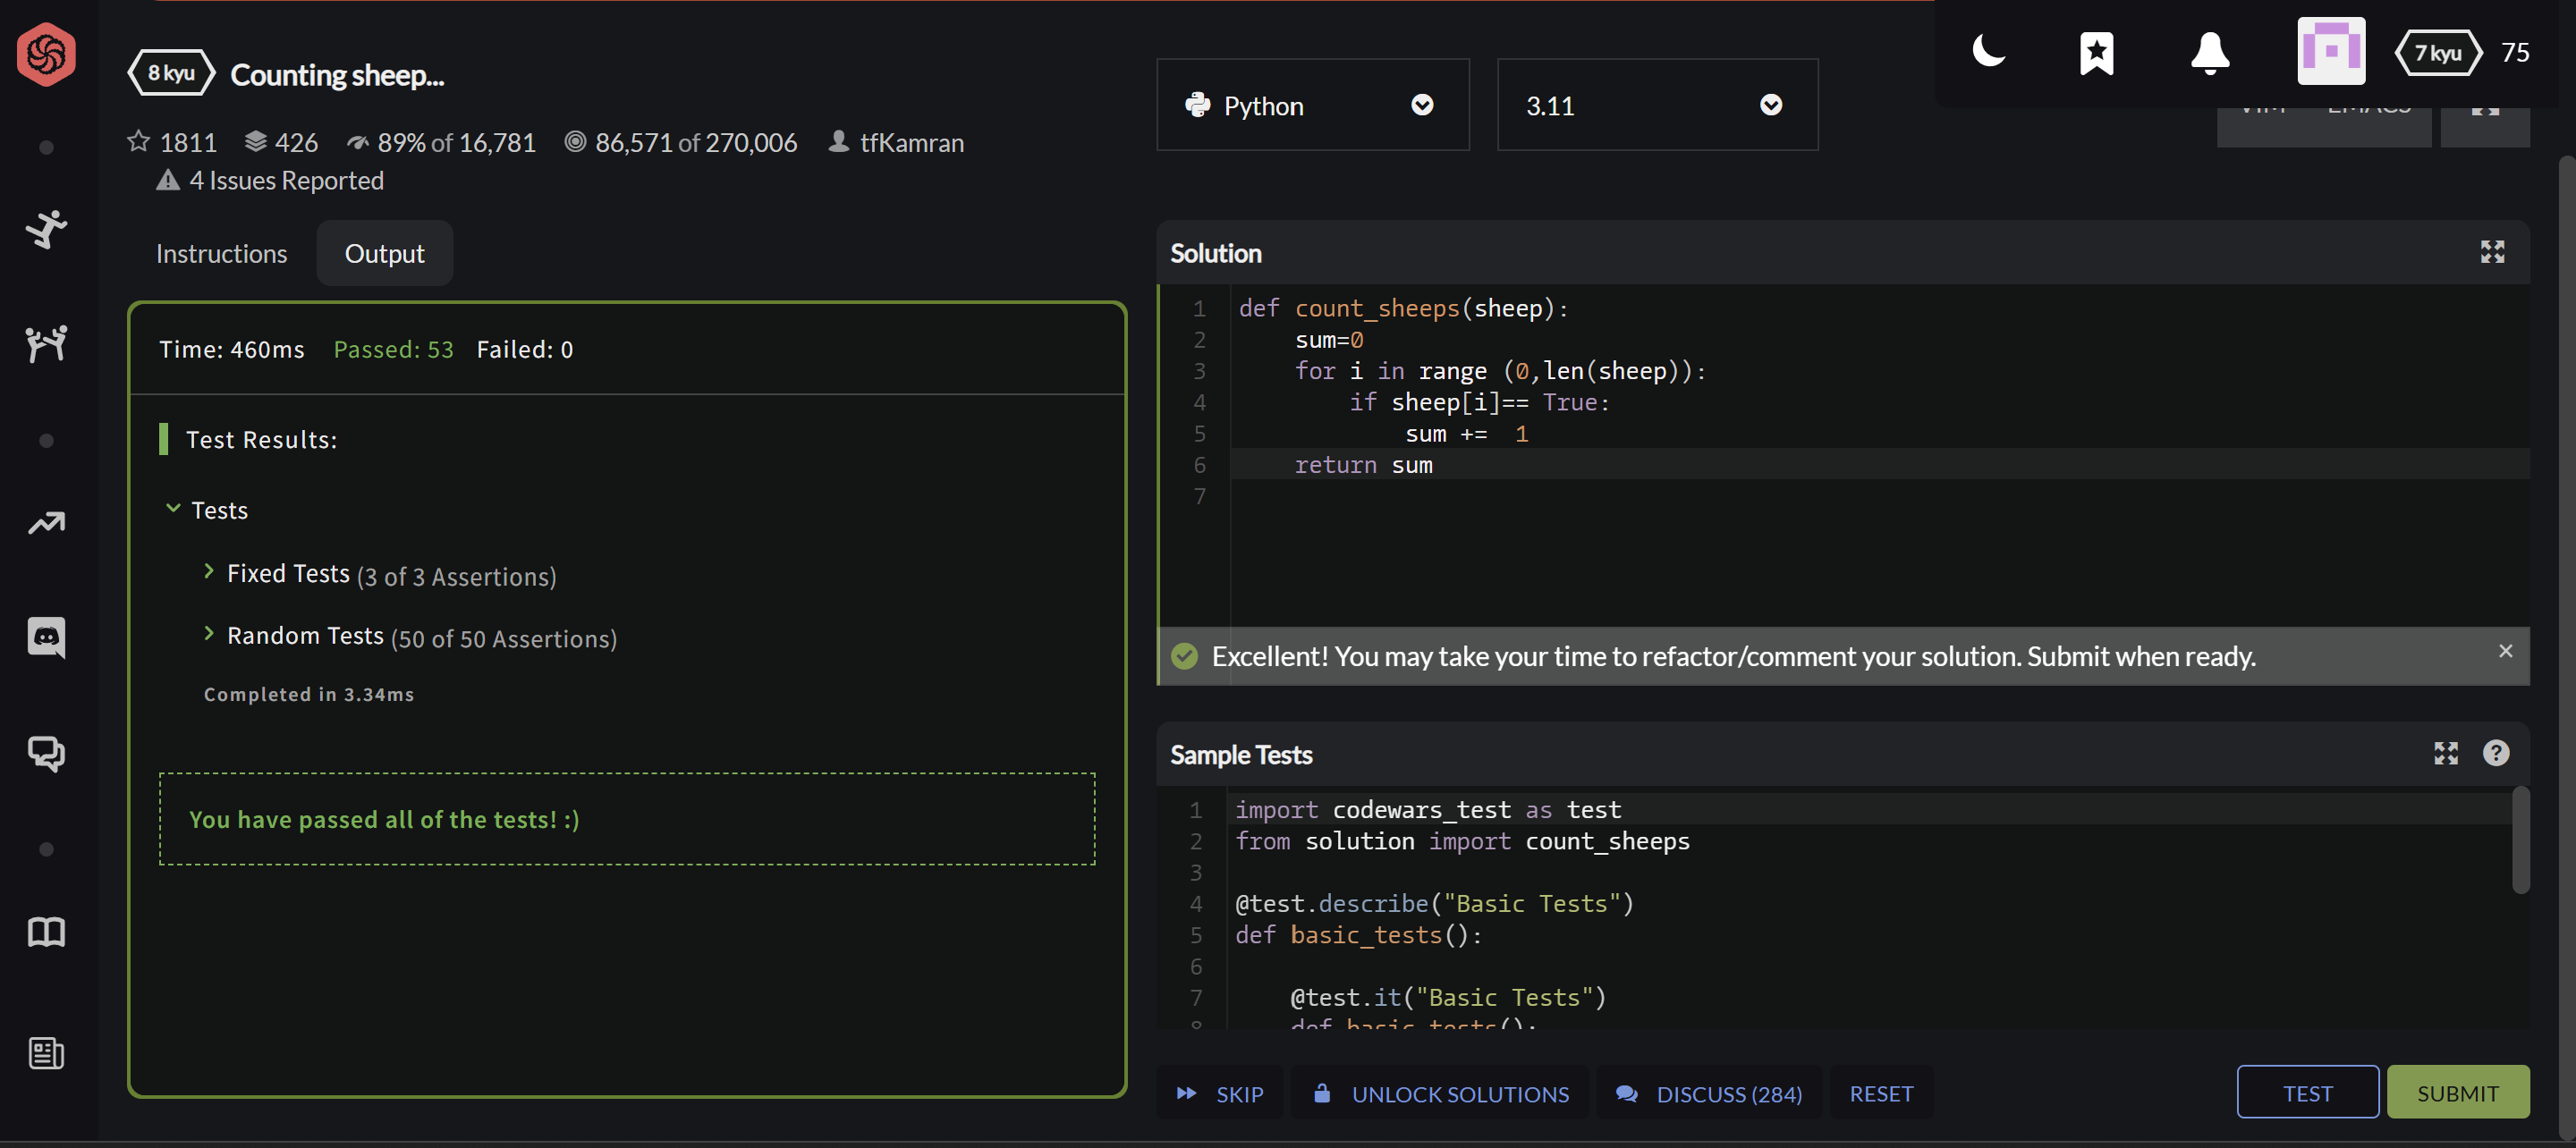 8 kyu Counting sheep...
1811 426 89% of 16,781 86,571 of 270,006 tfKamran
4 Issues Reported
Python
3.11
VIM EMACS
7 kyu 75
Instructions Output
Time: 460ms Passed: 53 Failed: 0
Test Results:
Tests
Fixed Tests (3 of 3 Assertions)
Random Tests (50 of 50 Assertions)
Completed in 3.34ms
You have passed all of the tests! :)
Solution
1 def count_sheeps(sheep):
2     sum=0
3     for i in range (0,len(sheep)):
4         if sheep[i]== True:
5             sum +=  1
6     return sum
7
Excellent! You may take your time to refactor/comment your solution. Submit when ready.
Sample Tests
1 import codewars_test as test
2 from solution import count_sheeps
3
4 @test.describe("Basic Tests")
5 def basic_tests():
6
7     @test.it("Basic Tests")
8     def basic_tests():
SKIP UNLOCK SOLUTIONS DISCUSS (284) RESET TEST SUBMIT